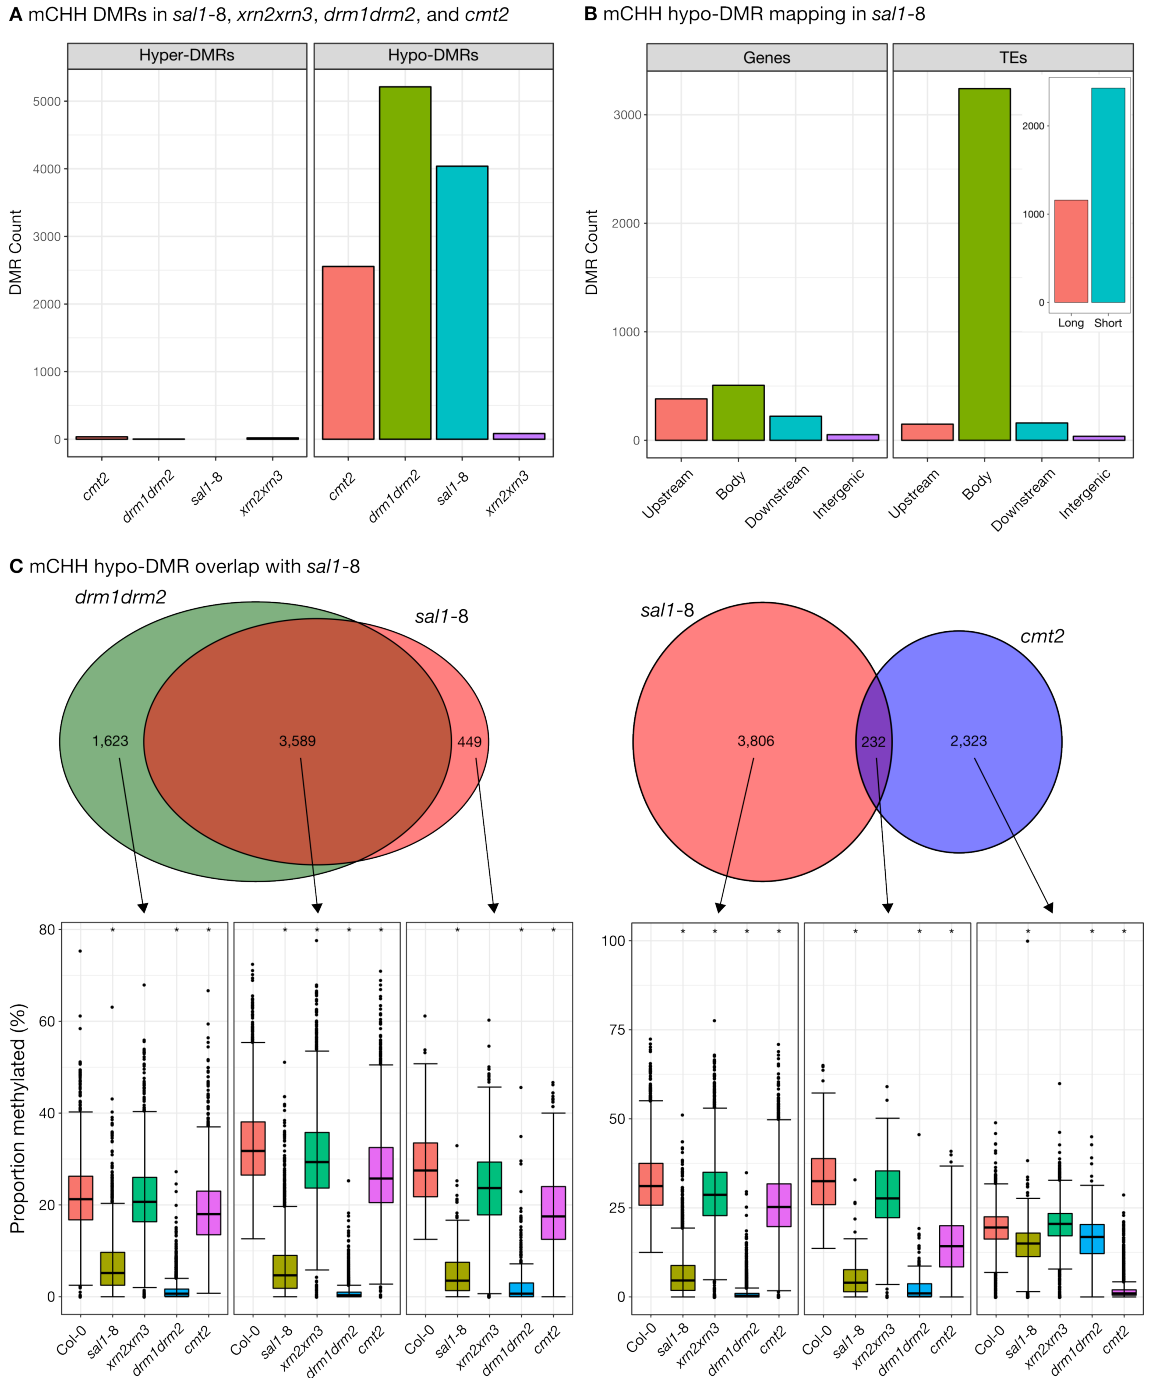 A mCHH DMRs in sal1-8, xrn2xrn3, drm1drm2, and cmt2
Hyper-DMRs
Hypo-DMRs
DMR Count
5000
4000
3000
2000
1000
0
cmt2
drm1drm2
sal1-8
xrn2xrn3
cmt2
drm1drm2
sal1-8
xrn2xrn3
B mCHH hypo-DMR mapping in sal1-8
Genes
TEs
DMR Count
3000
2000
1000
0
2000
1000
0
Long
Short
Upstream
Body
Downstream
Intergenic
Upstream
Body
Downstream
Intergenic
C mCHH hypo-DMR overlap with sal1-8
drm1drm2
sal1-8
1,623
3,589
449
sal1-8
cmt2
3,806
232
2,323
Proportion methylated (%)
80
60
40
20
0
* * *
* * * *
* * *
Col-0
sal1-8
xrn2xrn3
drm1drm2
cmt2
Col-0
sal1-8
xrn2xrn3
drm1drm2
cmt2
Col-0
sal1-8
xrn2xrn3
drm1drm2
cmt2
100
75
50
25
0
* * * *
* * *
* * *
Col-0
sal1-8
xrn2xrn3
drm1drm2
cmt2
Col-0
sal1-8
xrn2xrn3
drm1drm2
cmt2
Col-0
sal1-8
xrn2xrn3
drm1drm2
cmt2